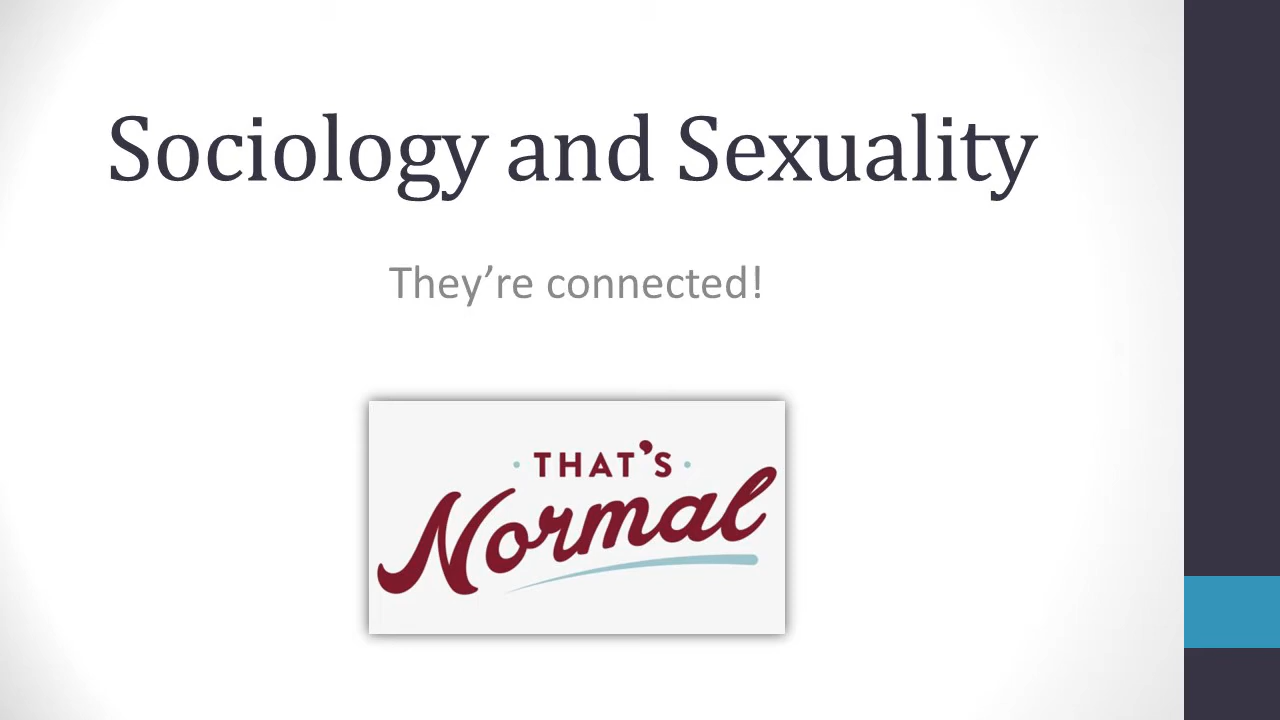 Sociology and Sexuality
They’re connected!
· THAT’S ·
Normal